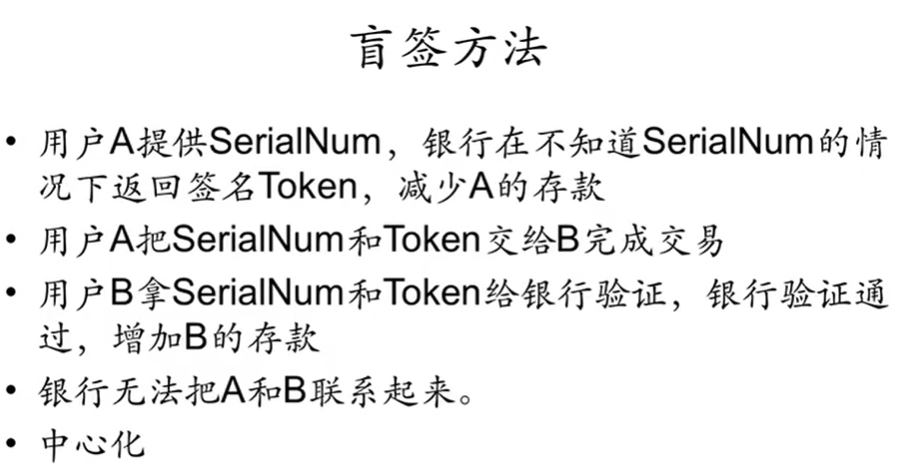 盲签方法
• 用户A提供SerialNum，银行在不知道SerialNum的情
况下返回签名Token，减少A的存款
• 用户A把SerialNum和Token交给B完成交易
• 用户B拿SerialNum和Token给银行验证，银行验证通
过，增加B的存款
• 银行无法把A和B联系起来。
• 中心化